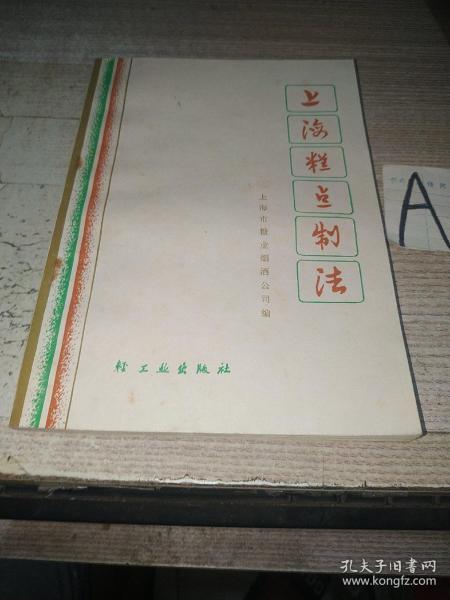 上海糕点制法
上海市糖业烟酒公司编
轻工业出版社
A
孔夫子旧书网
www.kongfz.com